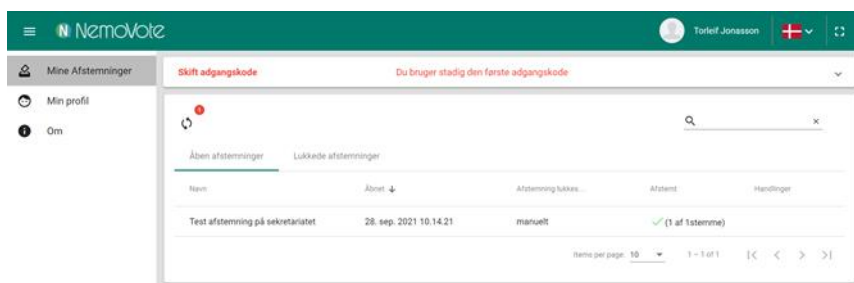 NemoVote
Torleif Jonasson
Mine Afstemninger
Min profil
Om
Skift adgangskode Du bruger stadig den første adgangskode
Åben afstemninger Lukkede afstemninger
Navn Åbnet Afstemning lukkes... Afstemt Handlinger
Test afstemning på sekretariatet 28. sep. 2021 10.14.21 manuelt (1 af 1stemme)
Items per page: 10 1 – 1 of 1